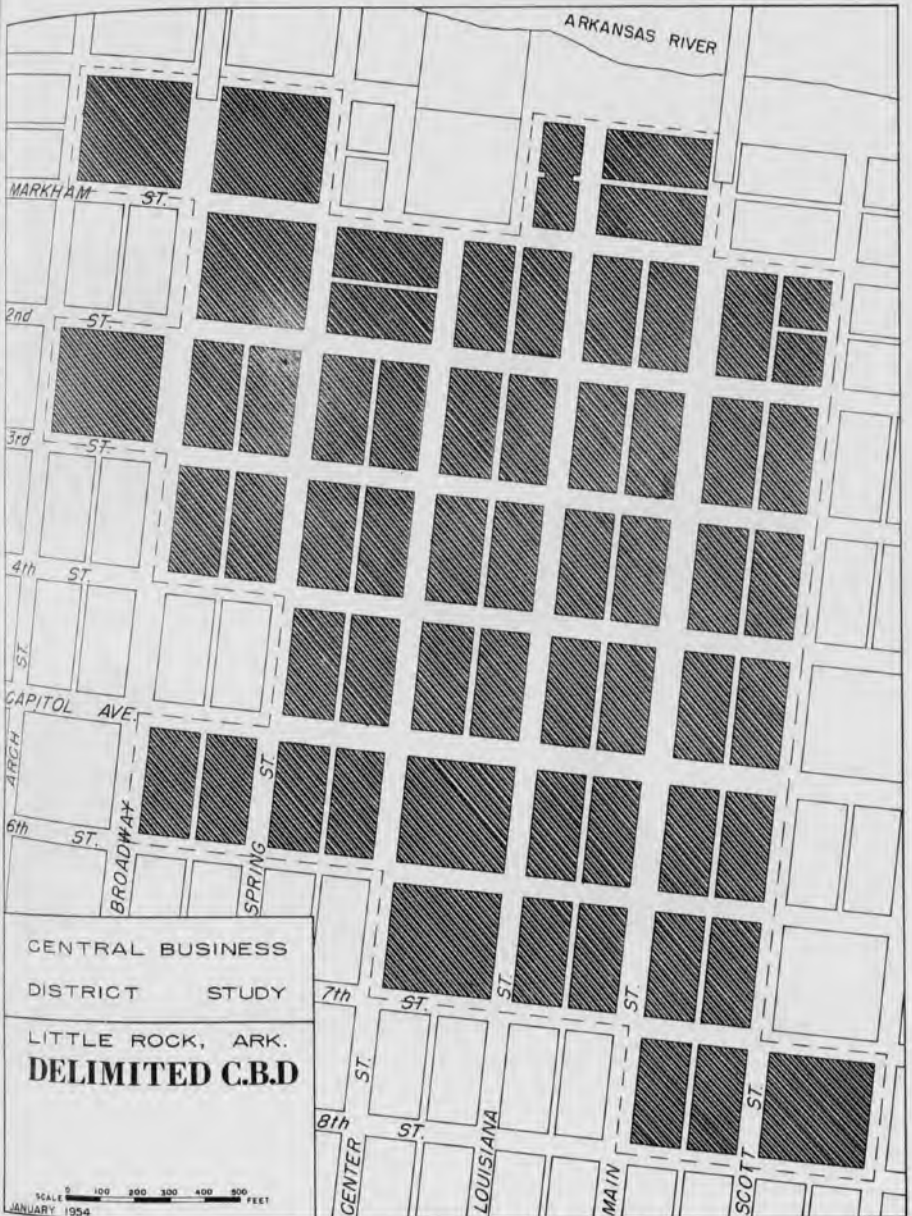 ARKANSAS RIVER
MARKHAM ST.
2nd ST.
3rd ST.
4th ST.
ARCH ST.
CAPITOL AVE.
6th ST.
BROADWAY
SPRING ST.
7th ST.
8th ST.
CENTER ST.
LOUISIANA ST.
MAIN ST.
SCOTT ST.
CENTRAL BUSINESS
DISTRICT STUDY
LITTLE ROCK, ARK.
DELIMITED C.B.D
SCALE 0 100 200 300 400 500 FEET
JANUARY 1954